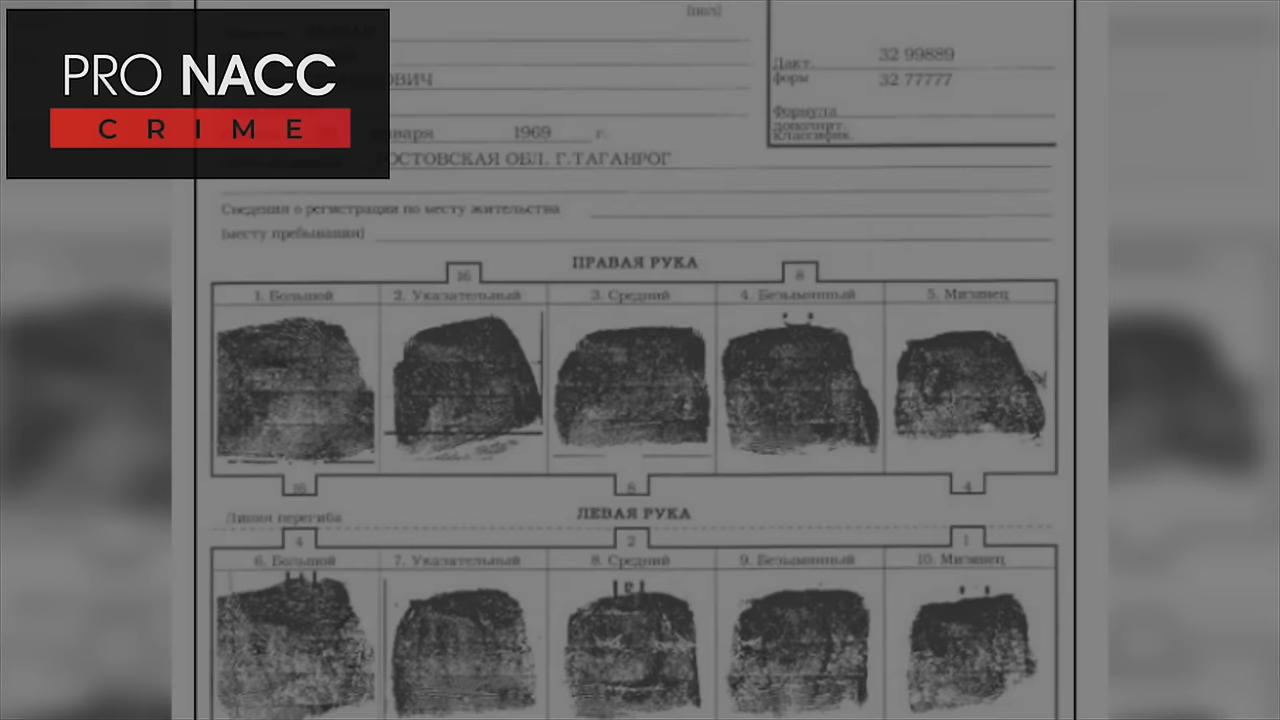 PRO NACC
CRIME
[пол]
ОВИЧ
Дакт. 32 99889
форм 32 77777
Формула
дополнит.
классифик.
января 1969 г.
РОСТОВСКАЯ ОБЛ. Г.ТАГАНРОГ
Сведения о регистрации по месту жительства
(месту пребывания)
ПРАВАЯ РУКА
16 8
1. Большой 2. Указательный 3. Средний 4. Безымянный 5. Мизинец
16 8 4
Линия перегиба ЛЕВАЯ РУКА
4 2 1
6. Большой 7. Указательный 8. Средний 9. Безымянный 10. Мизинец